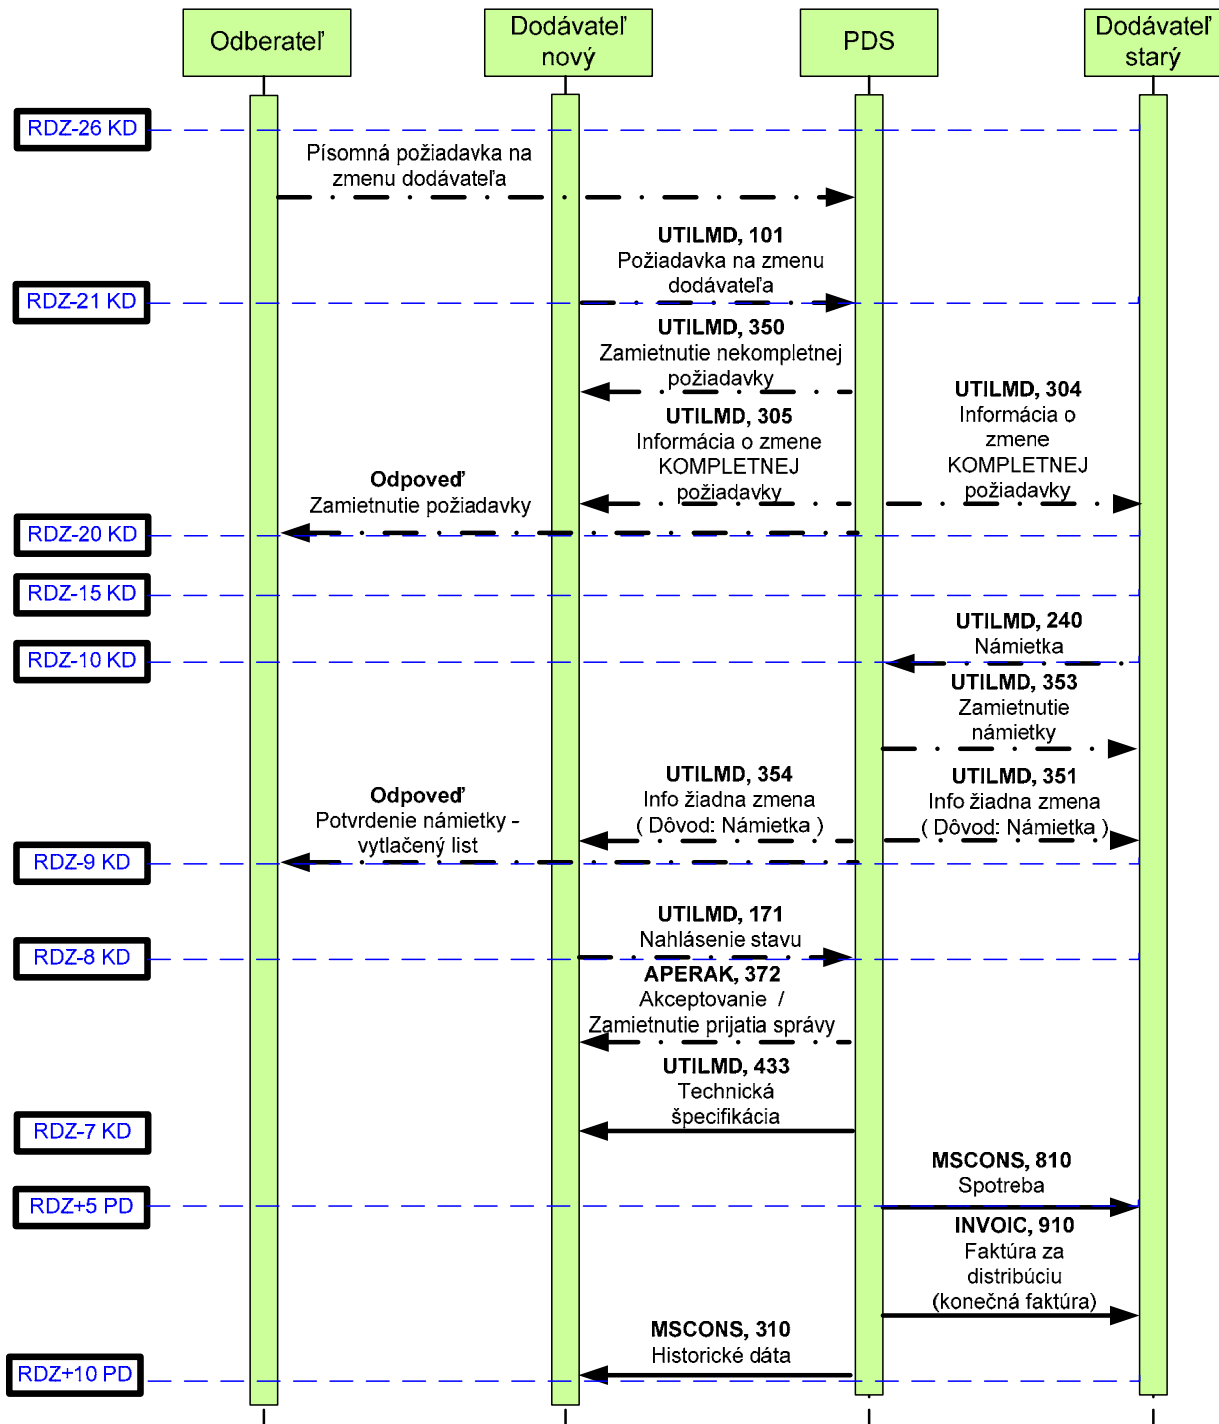 Odberateľ
Dodávateľ
nový
PDS
Dodávateľ
starý
RDZ-26 KD
Písomná požiadavka na
zmenu dodávateľa
UTILMD, 101
Požiadavka na zmenu
dodávateľa
RDZ-21 KD
UTILMD, 350
Zamietnutie nekompletnej
požiadavky
UTILMD, 305
Informácia o zmene
KOMPLETNEJ
požiadavky
UTILMD, 304
Informácia o
zmene
KOMPLETNEJ
požiadavky
Odpoveď
Zamietnutie požiadavky
RDZ-20 KD
RDZ-15 KD
UTILMD, 240
Námietka
RDZ-10 KD
UTILMD, 353
Zamietnutie
námietky
UTILMD, 354
Info žiadna zmena
( Dôvod: Námietka )
UTILMD, 351
Info žiadna zmena
( Dôvod: Námietka )
Odpoveď
Potvrdenie námietky -
vytlačený list
RDZ-9 KD
UTILMD, 171
Nahlásenie stavu
RDZ-8 KD
APERAK, 372
Akceptovanie /
Zamietnutie prijatia správy
UTILMD, 433
Technická
špecifikácia
RDZ-7 KD
MSCONS, 810
Spotreba
RDZ+5 PD
INVOIC, 910
Faktúra za
distribúciu
(konečná faktúra)
MSCONS, 310
Historické dáta
RDZ+10 PD